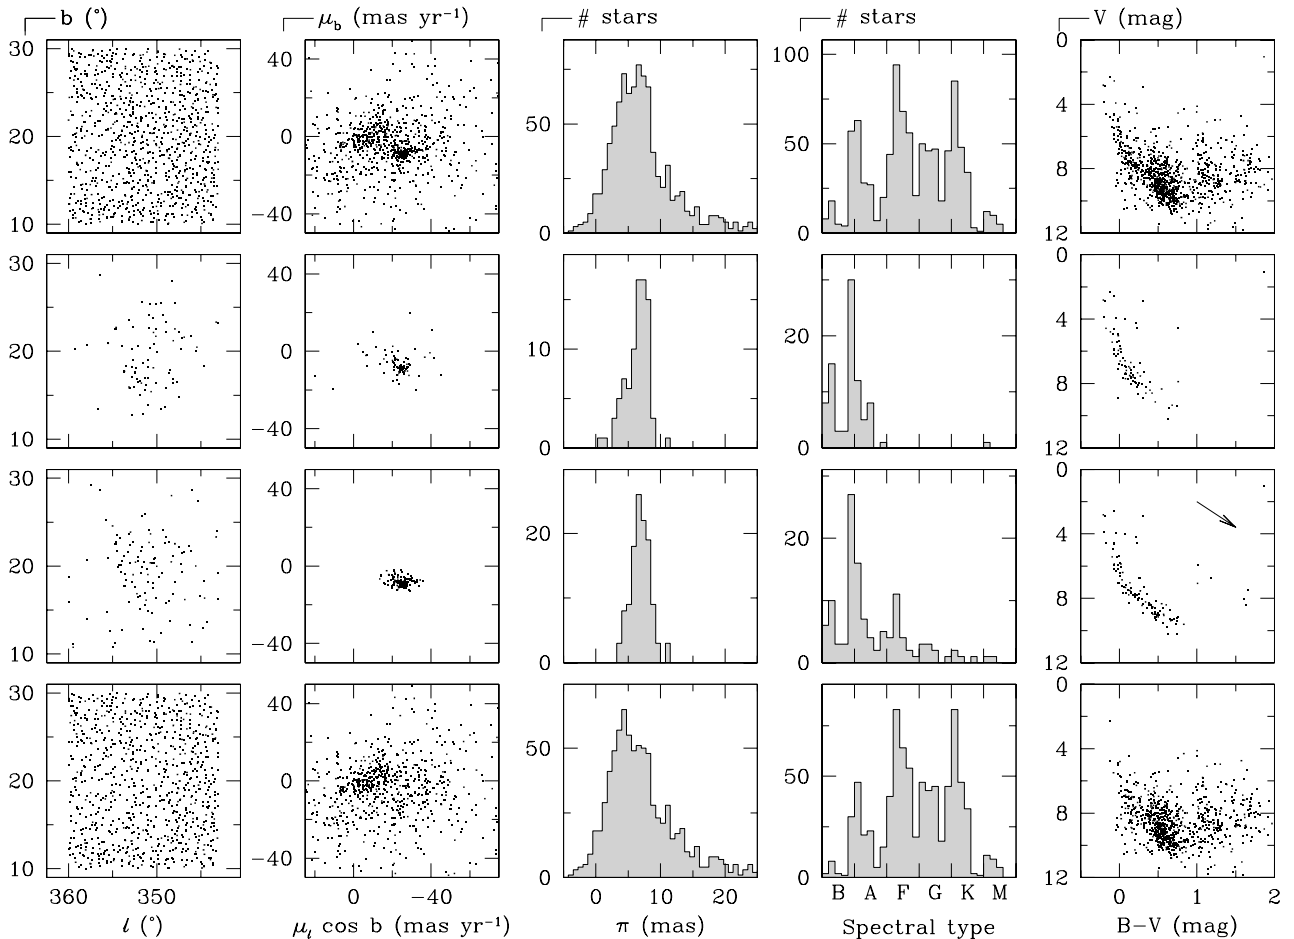 b (°) μb (mas yr⁻¹) # stars # stars V (mag)
30 40 100 0
20 0 50 50 4
10 −40 0 0 8
12
30 40 0
20 0 10 20 4
10 −40 0 0 8
12
30 40 0
20 0 20 20 4
10 −40 0 0 8
12
30 40 0
20 0 50 50 4
10 −40 0 0 8
12
360 350 0 −40 0 10 20 B A F G K M 0 1 2
l (°) μl cos b (mas yr⁻¹) π (mas) Spectral type B−V (mag)